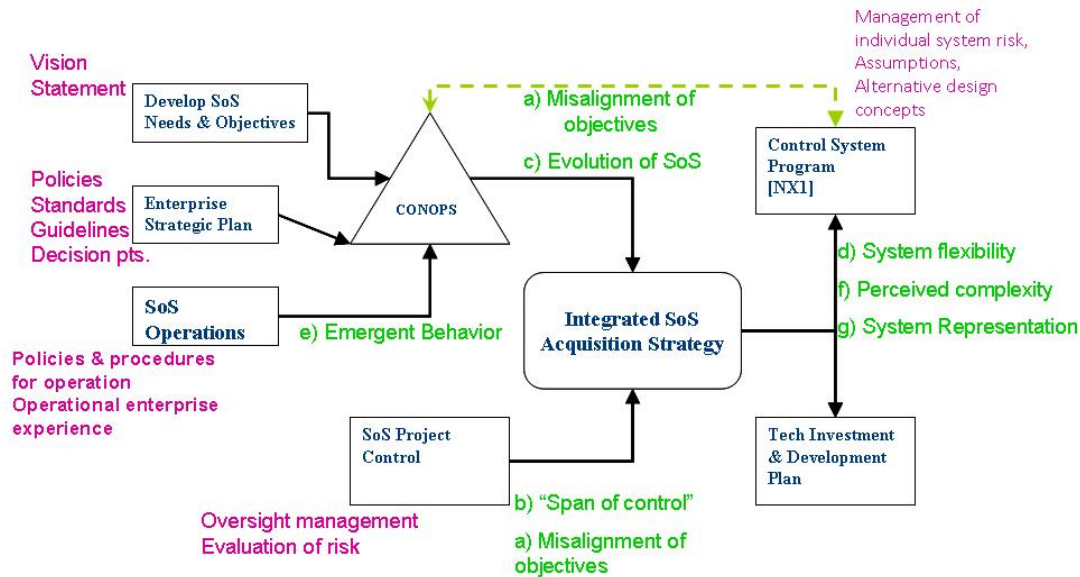 Vision
Statement
Develop SoS
Needs & Objectives
Policies
Standards
Guidelines
Decision pts.
Enterprise
Strategic Plan
SoS
Operations
Policies & procedures
for operation
Operational enterprise
experience
CONOPS
e) Emergent Behavior
a) Misalignment of
objectives
c) Evolution of SoS
Management of
individual system risk,
Assumptions,
Alternative design
concepts
Control System
Program
[NX1]
d) System flexibility
f) Perceived complexity
g) System Representation
Integrated SoS
Acquisition Strategy
SoS Project
Control
Oversight management
Evaluation of risk
b) “Span of control”
a) Misalignment of
objectives
Tech Investment
& Development
Plan